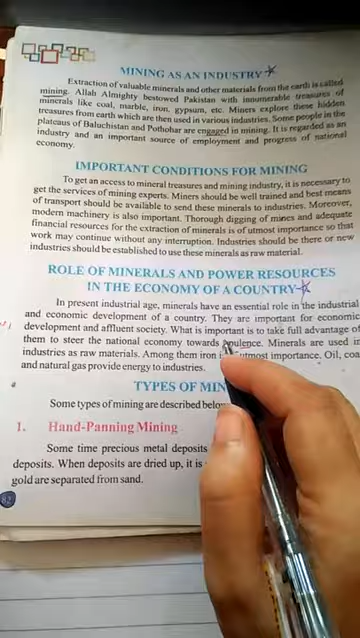 MINING AS AN INDUSTRY
Extraction of valuable minerals and other materials from the earth is called
mining. Allah Almighty bestowed Pakistan with innumerable treasures of
minerals like coal, marble, iron, gypsum, etc. Miners explore these hidden
treasures from earth which are then used in various industries. Some people in the
plateaus of Baluchistan and Pothohar are engaged in mining. It is regarded as an
industry and an important source of employment and progress of national
economy.
IMPORTANT CONDITIONS FOR MINING
To get an access to mineral treasures and mining industry, it is necessary to
get the services of mining experts. Miners should be well trained and best means
of transport should be available to send these minerals to industries. Moreover,
modern machinery is also important. Thorough digging of mines and adequate
financial resources for the extraction of minerals is of utmost importance so that
work may continue without any interruption. Industries should be there or new
industries should be established to use these minerals as raw material.
ROLE OF MINERALS AND POWER RESOURCES
IN THE ECONOMY OF A COUNTRY
In present industrial age, minerals have an essential role in the industrial
and economic development of a country. They are important for economic
development and affluent society. What is important is to take full advantage of
them to steer the national economy towards opulence. Minerals are used in
industries as raw materials. Among them iron is utmost importance. Oil, coa
and natural gas provide energy to industries.
TYPES OF MIN
Some types of mining are described below
1. Hand-Panning Mining
Some time precious metal deposits
deposits. When deposits are dried up, it is
gold are separated from sand.
82